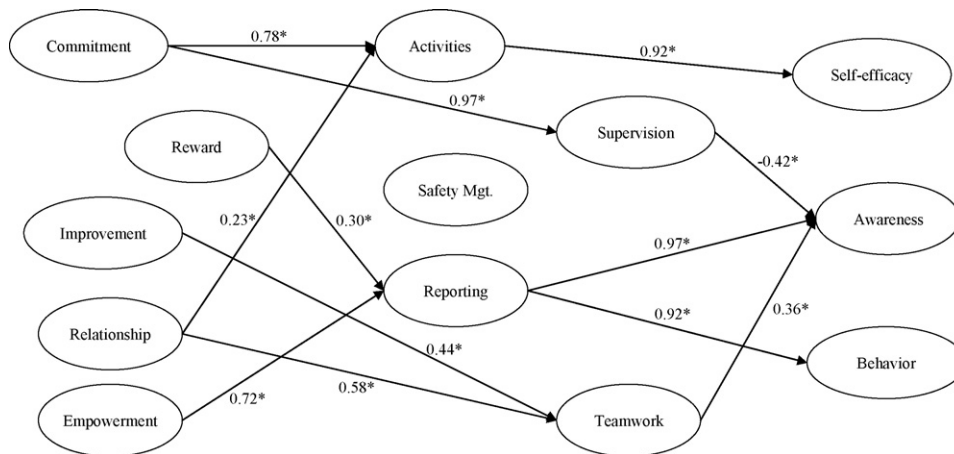 Commitment
0.78*
Activities
0.92*
Self-efficacy
0.97*
Supervision
Reward
-0.42*
Safety Mgt.
0.23*
0.30*
Awareness
Improvement
0.97*
Reporting
0.36*
0.92*
Relationship
0.44*
Behavior
0.58*
0.72*
Empowerment
Teamwork